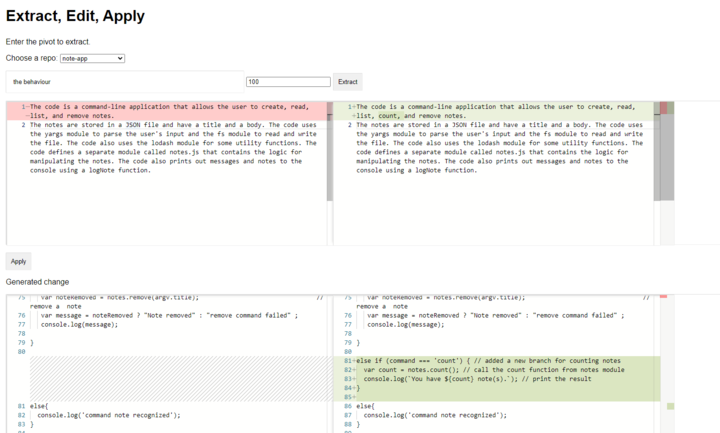 Extract, Edit, Apply
Enter the pivot to extract.
Choose a repo: note-app
the behaviour 100 Extract
1-The code is a command-line application that allows the user to create, read,
-list, and remove notes.
2 The notes are stored in a JSON file and have a title and a body. The code uses
the yargs module to parse the user's input and the fs module to read and write
the file. The code also uses the lodash module for some utility functions. The
code defines a separate module called notes.js that contains the logic for
manipulating the notes. The code also prints out messages and notes to the
console using a logNote function.
1+The code is a command-line application that allows the user to create, read,
+list, count, and remove notes.
2 The notes are stored in a JSON file and have a title and a body. The code uses
the yargs module to parse the user's input and the fs module to read and write
the file. The code also uses the lodash module for some utility functions. The
code defines a separate module called notes.js that contains the logic for
manipulating the notes. The code also prints out messages and notes to the
console using a logNote function.
Apply
Generated change
75 var noteRemoved = notes.remove(argv.title); //
remove a note
76 var message = noteRemoved ? "Note removed" : "remove command failed" ;
77 console.log(message);
78
79 }
80
81 else{
82 console.log('command note recognized');
83 }
75 var noteRemoved = notes.remove(argv.title); //
remove a note
76 var message = noteRemoved ? "Note removed" : "remove command failed" ;
77 console.log(message);
78
79 }
80
81+else if (command === 'count') { // added a new branch for counting notes
82+ var count = notes.count(); // call the count function from notes module
83+ console.log(`You have ${count} note(s).`); // print the result
84+}
85+
86 else{
87 console.log('command note recognized');
88 }